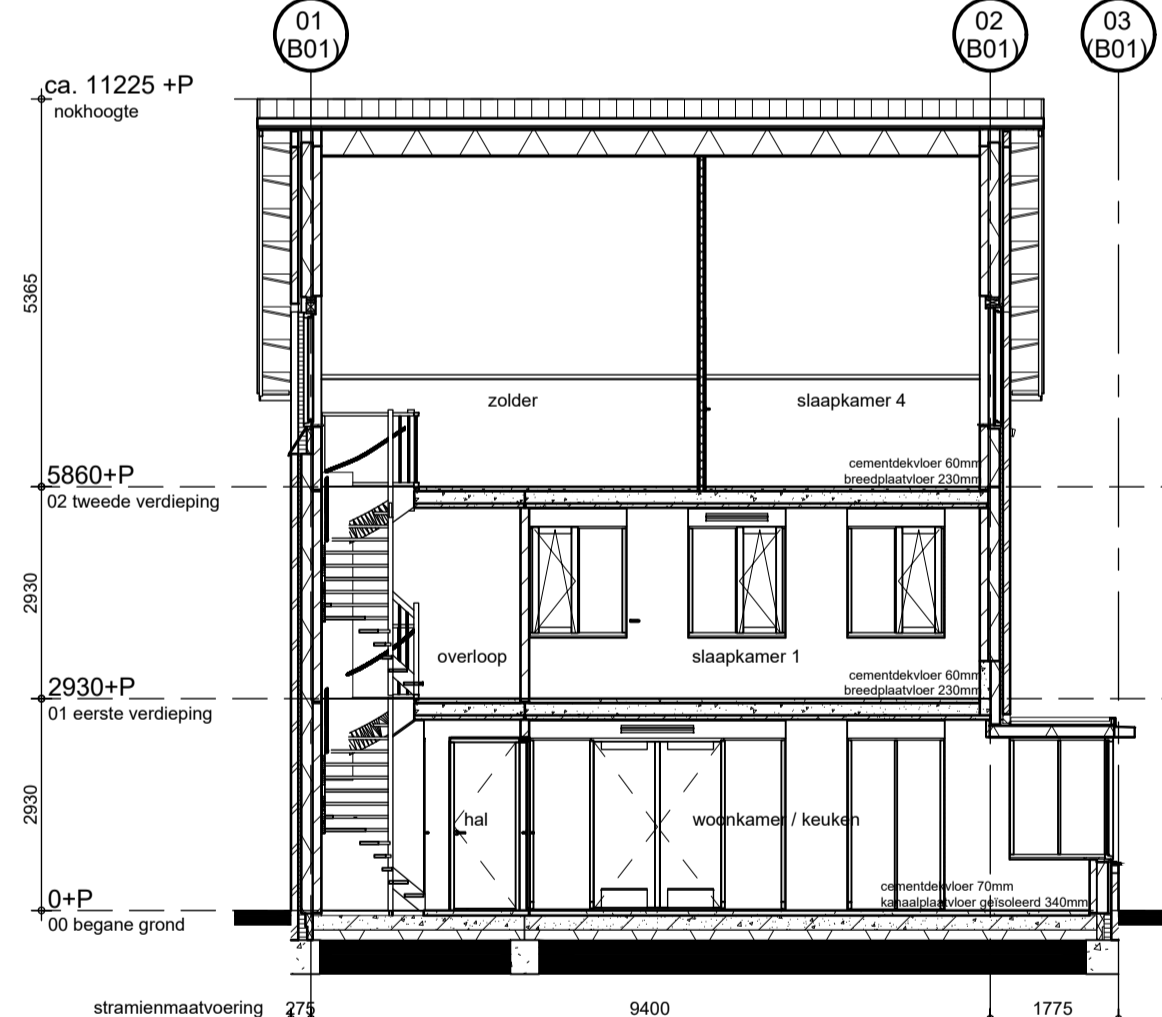 01
(B01)
02
(B01)
03
(B01)
ca. 11225 +P
nokhoogte
5365
zolder
slaapkamer 4
cementdekvloer 60mm
breedplaatvloer 230mm
5860+P
02 tweede verdieping
2930
overloop
slaapkamer 1
cementdekvloer 60mm
breedplaatvloer 230mm
2930+P
01 eerste verdieping
2930
hal
woonkamer / keuken
cementdekvloer 70mm
kanaalplaatvloer geïsoleerd 340mm
0+P
00 begane grond
stramienmaatvoering 275 9400 1775